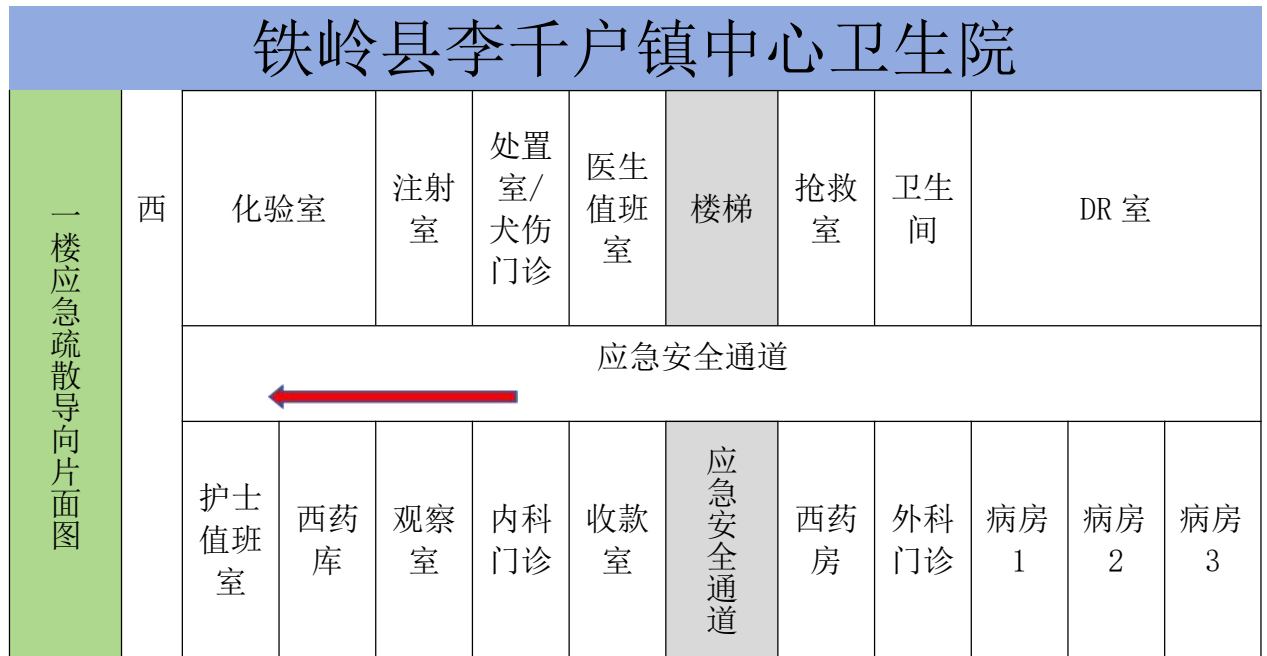 铁岭县李千户镇中心卫生院
一楼应急疏散导向片面图
西
化验室
注射
室
处置
室/
犬伤
门诊
医生
值班
室
楼梯
抢救
室
卫生
间
DR 室
应急安全通道
护士
值班
室
西药
库
观察
室
内科
门诊
收款
室
应急安全通道
西药
房
外科
门诊
病房
1
病房
2
病房
3